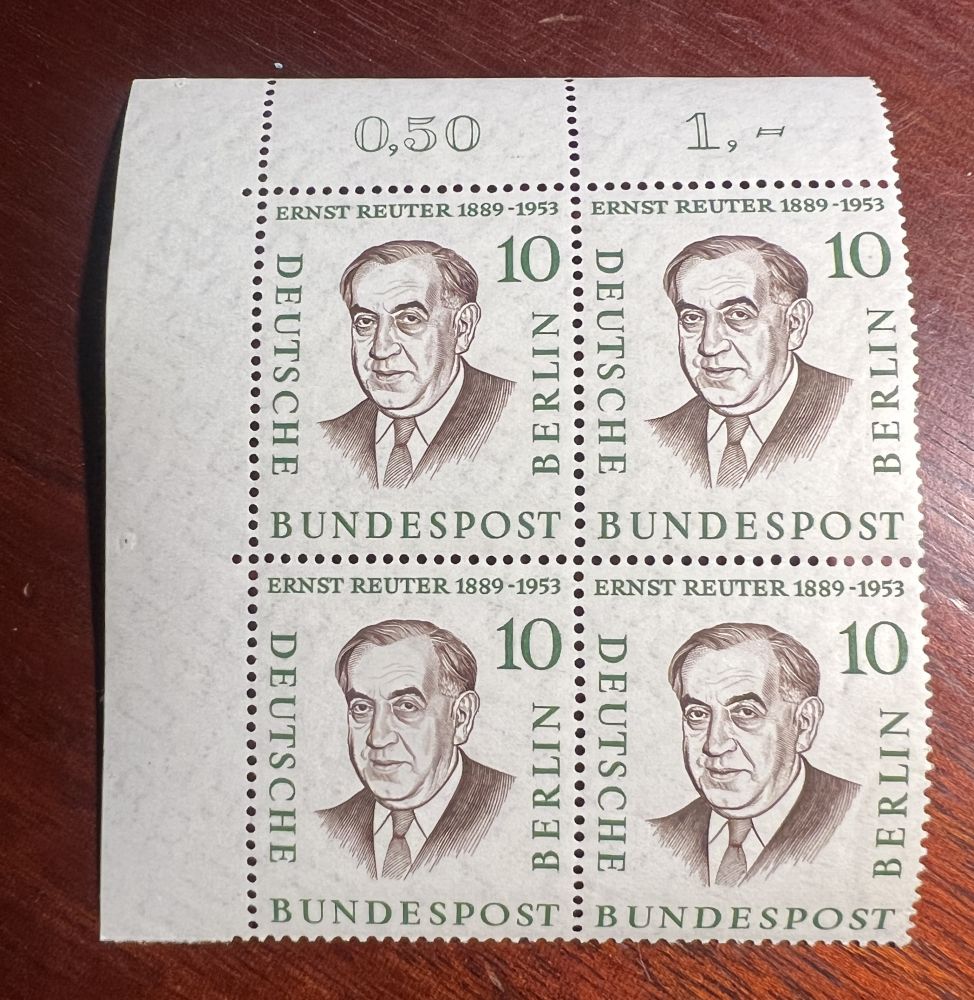 0,50
1,-
ERNST REUTER 1889-1953
10
DEUTSCHE
BERLIN
BUNDESPOST
ERNST REUTER 1889-1953
10
DEUTSCHE
BERLIN
BUNDESPOST
ERNST REUTER 1889-1953
10
DEUTSCHE
BERLIN
BUNDESPOST
ERNST REUTER 1889-1953
10
DEUTSCHE
BERLIN
BUNDESPOST